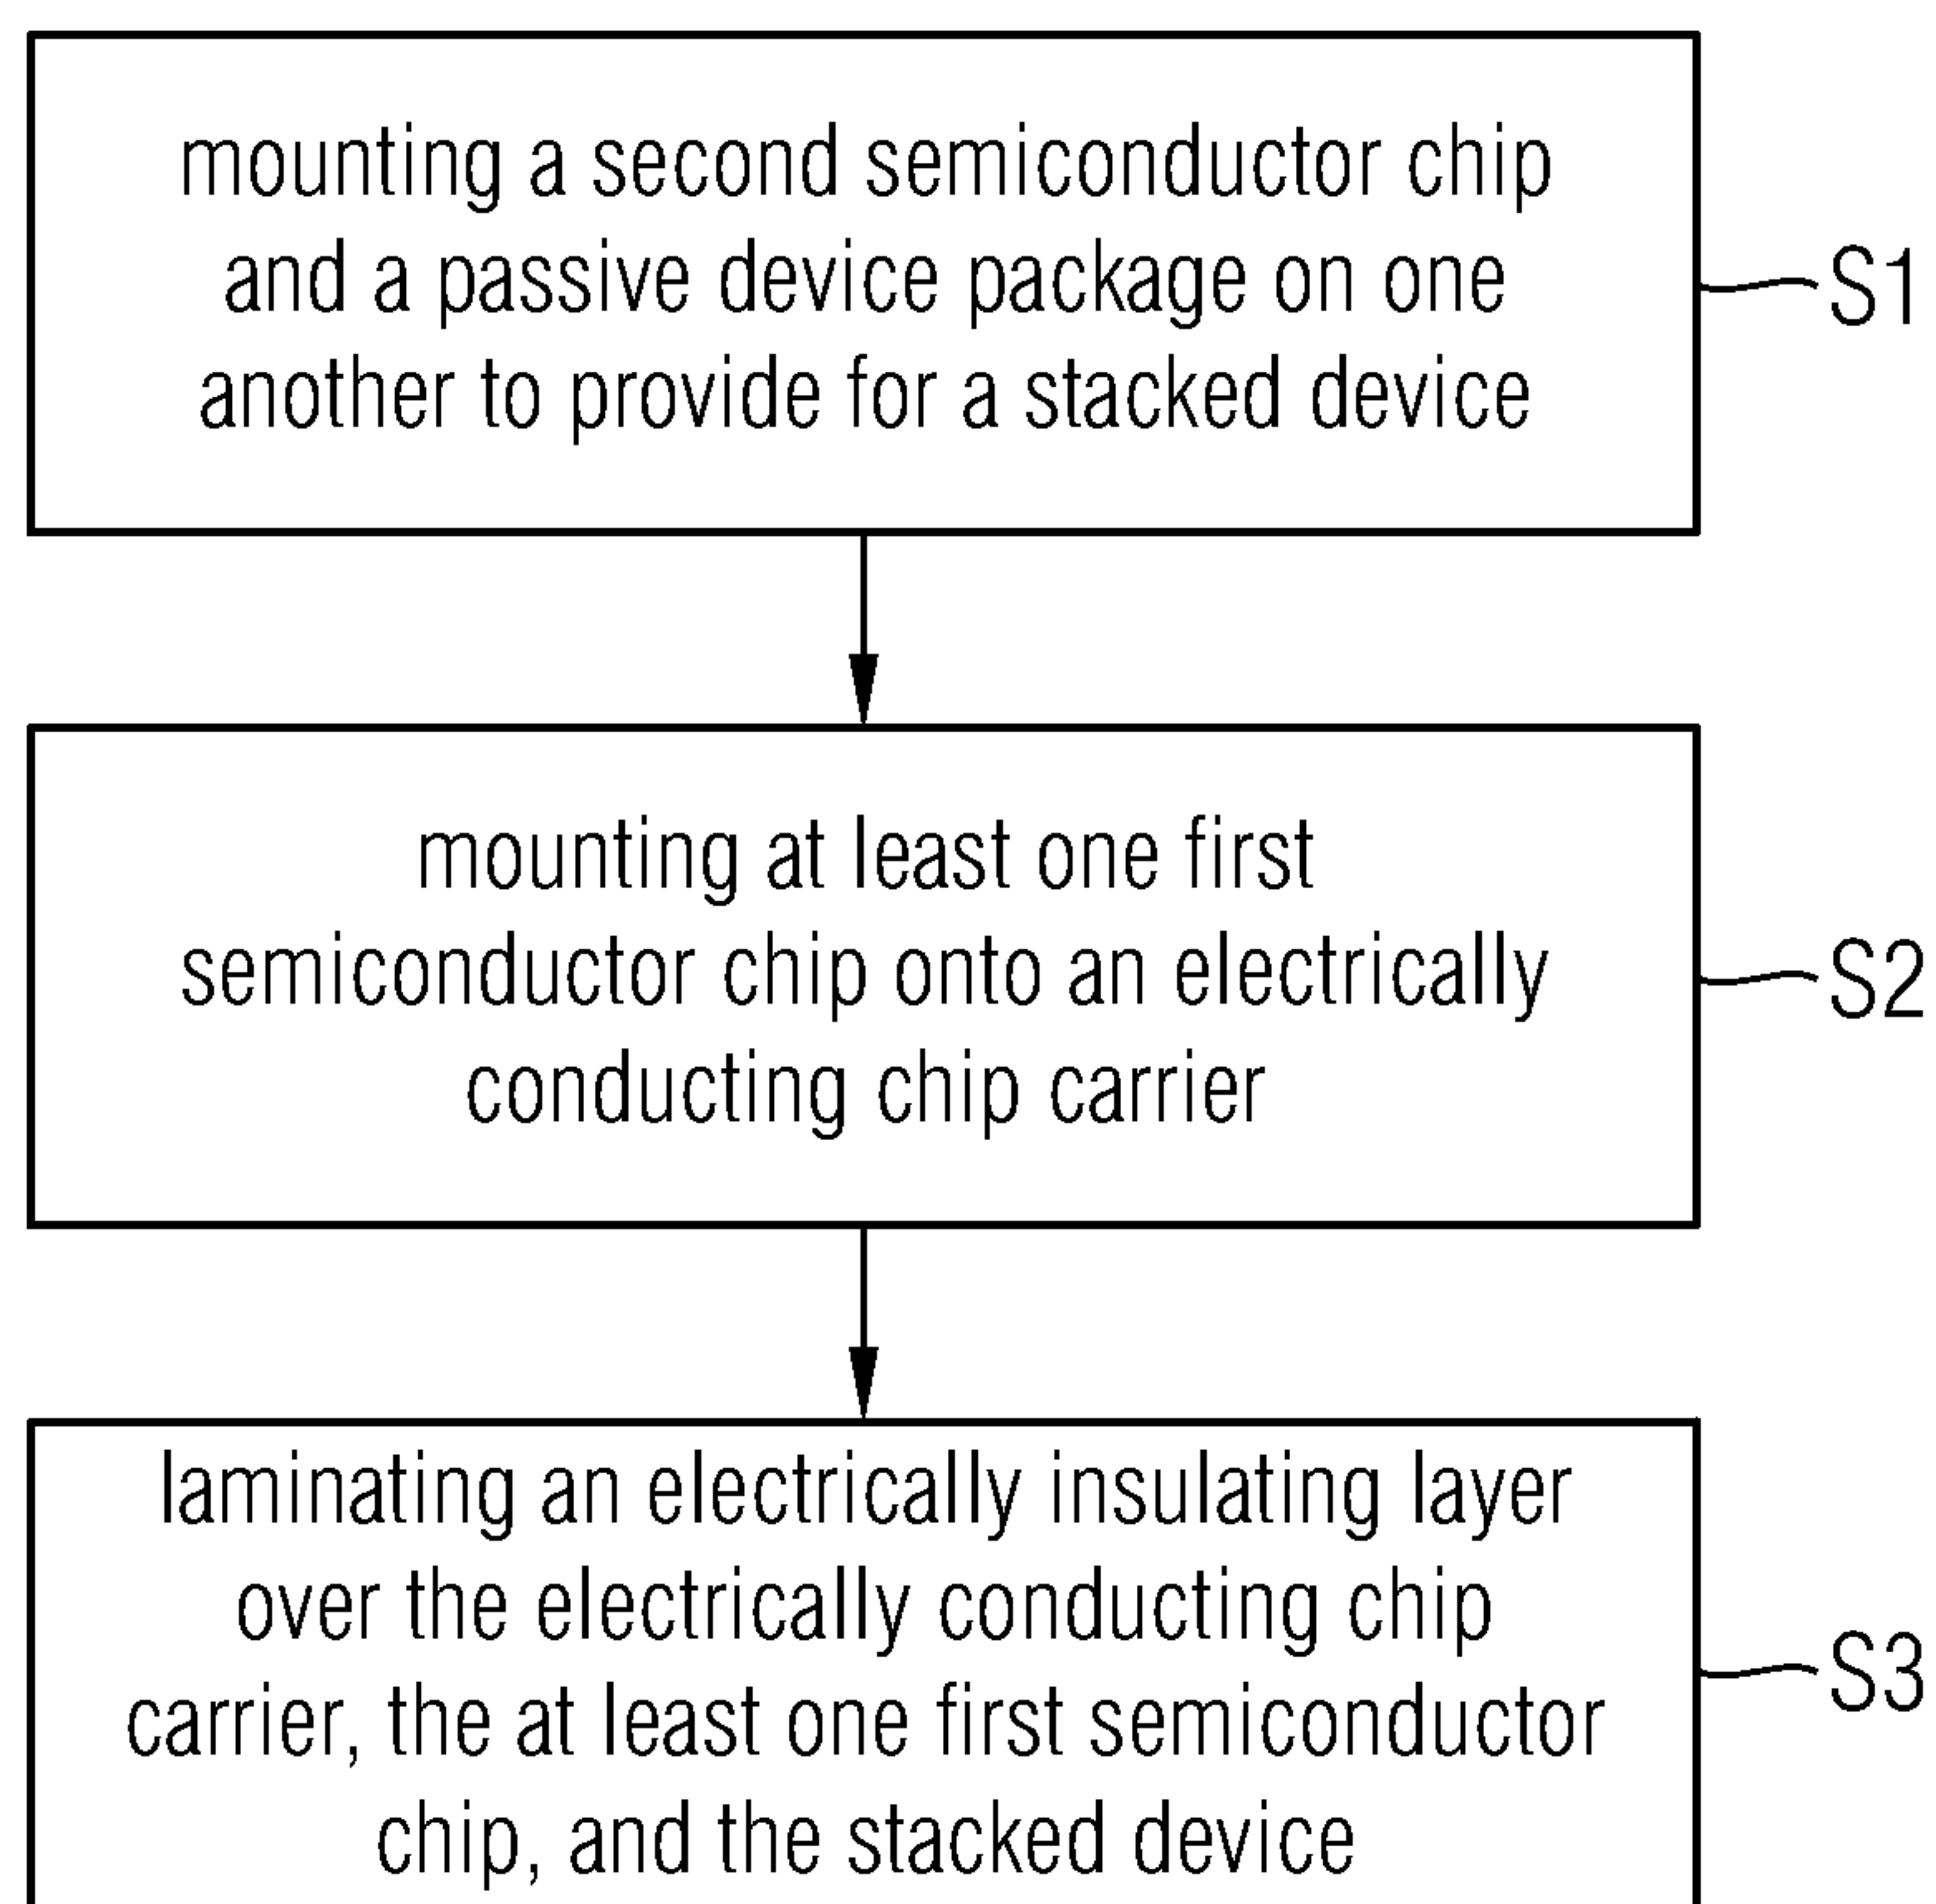 mounting a second semiconductor chip
and a passive device package on one
another to provide for a stacked device
S1
mounting at least one first
semiconductor chip onto an electrically
conducting chip carrier
S2
laminating an electrically insulating layer
over the electrically conducting chip
carrier, the at least one first semiconductor
chip, and the stacked device
S3